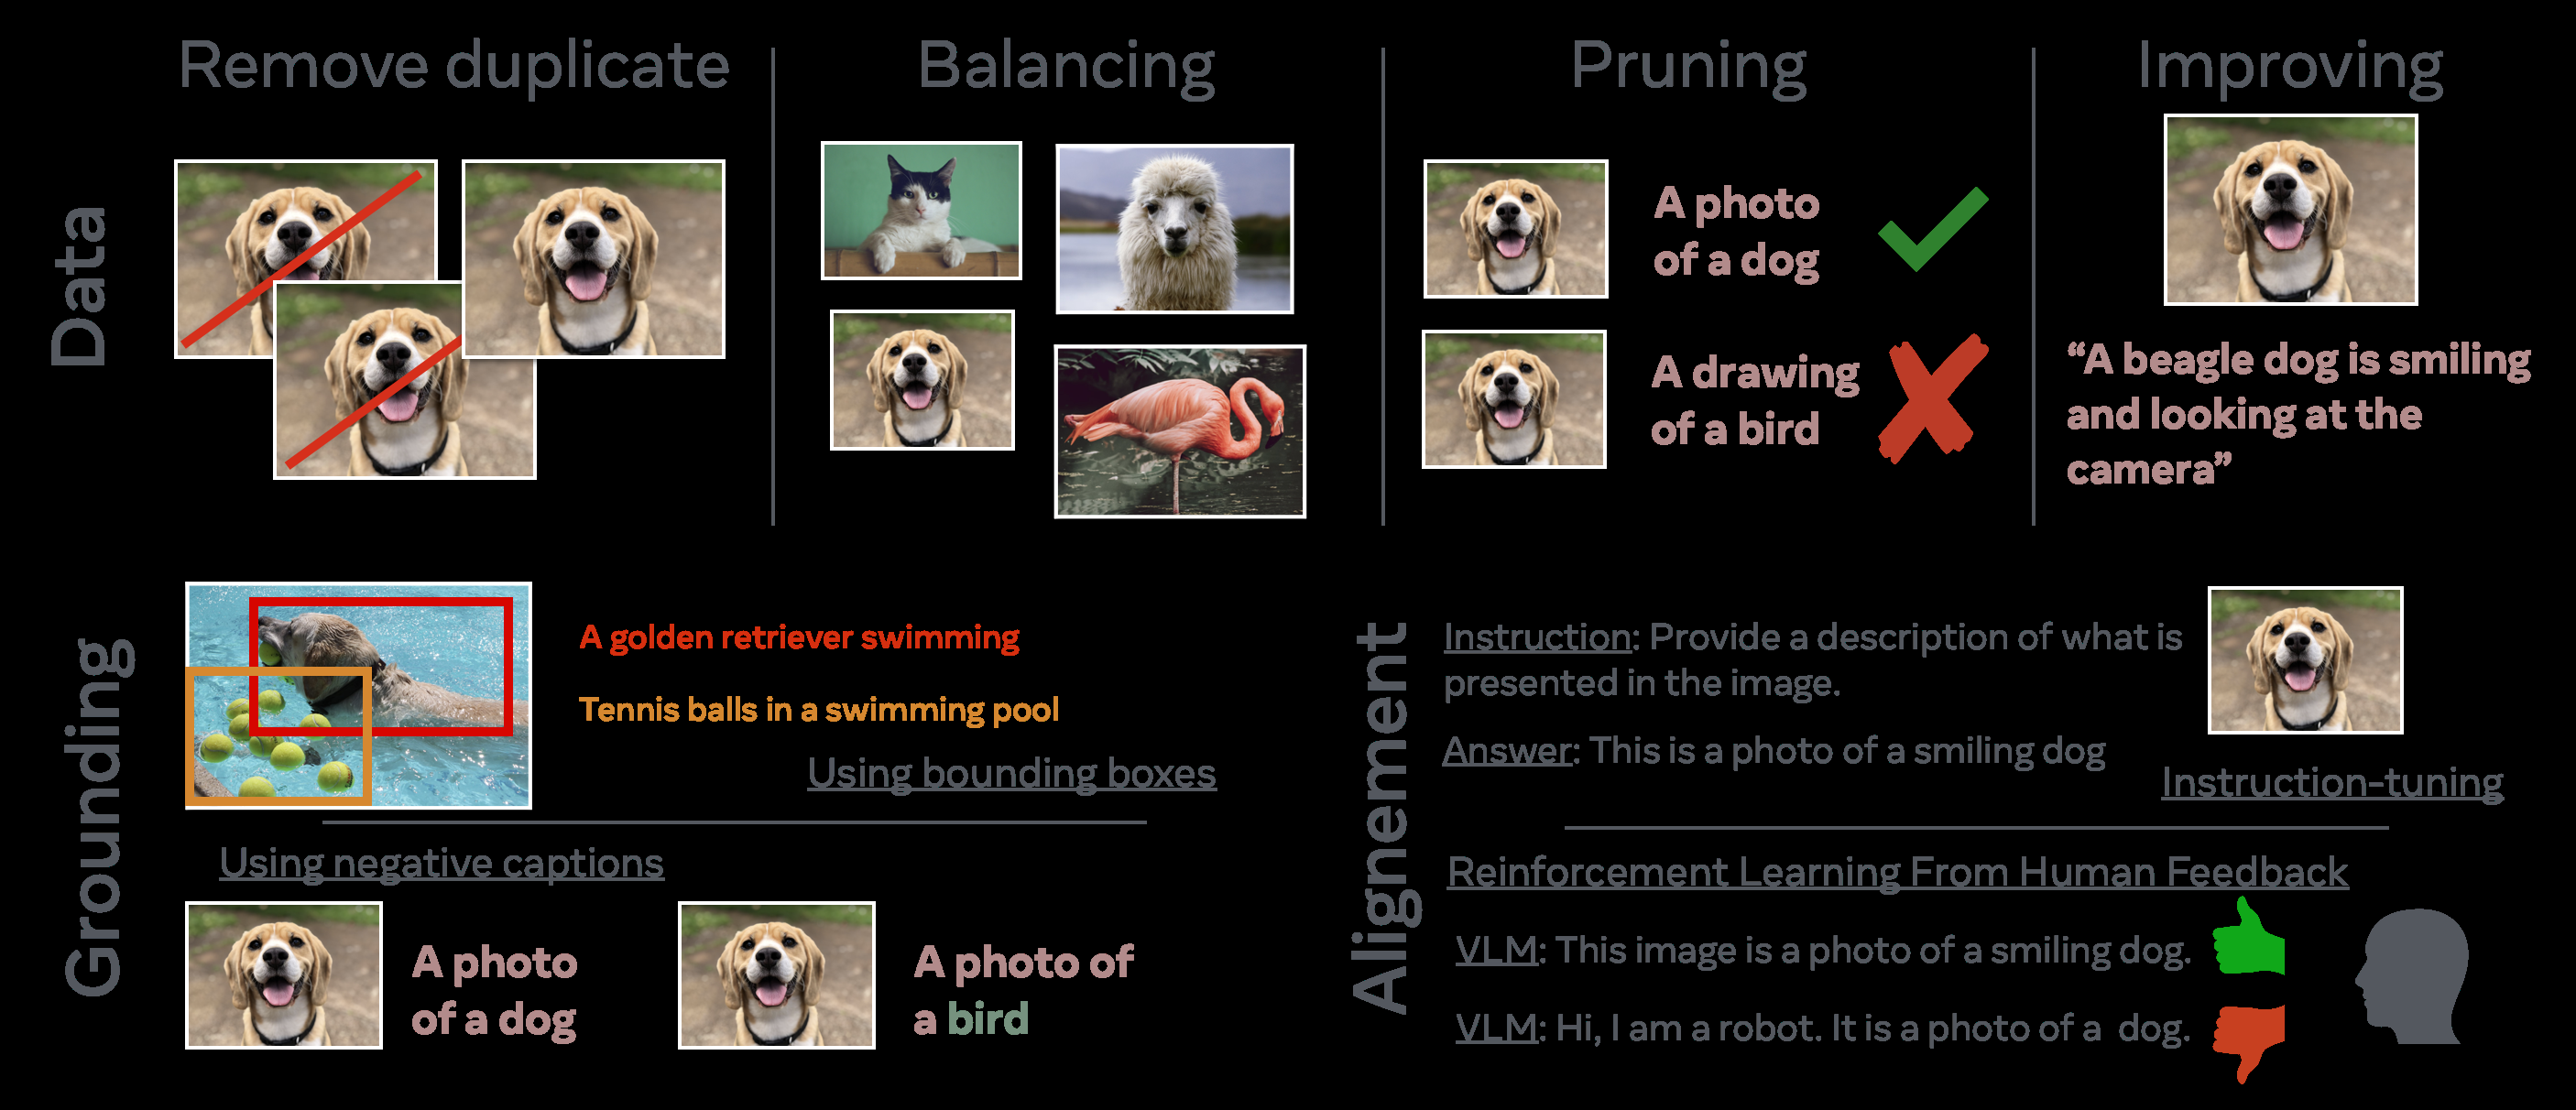 Remove duplicate
Balancing
Pruning
Improving
Data
A photo
of a dog
A drawing
of a bird
“A beagle dog is smiling
and looking at the
camera”
Grounding
A golden retriever swimming
Tennis balls in a swimming pool
Using bounding boxes
Using negative captions
A photo
of a dog
A photo of
a bird
Alignement
Instruction: Provide a description of what is
presented in the image.
Answer: This is a photo of a smiling dog
Instruction-tuning
Reinforcement Learning From Human Feedback
VLM: This image is a photo of a smiling dog.
VLM: Hi, I am a robot. It is a photo of a  dog.